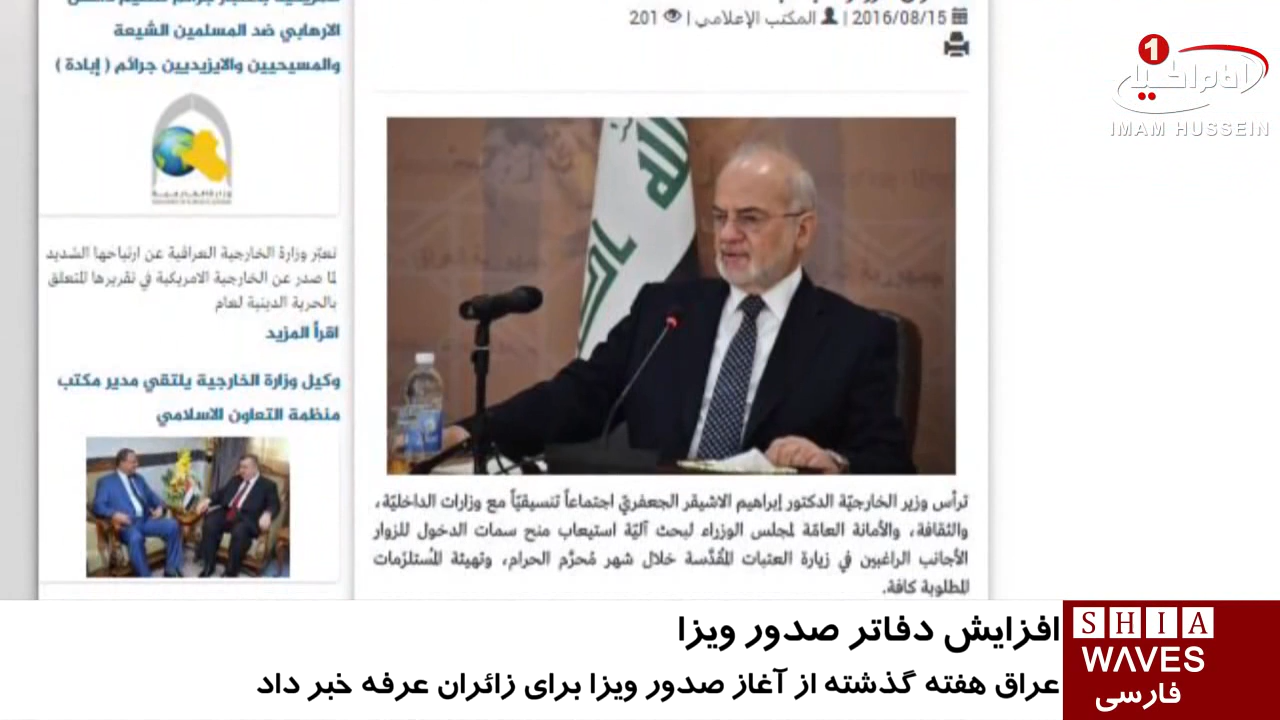 الارهابي ضد المسلمين الشيعة
والمسيحيين والايزيديين جرائم ( إبادة )
تعبّر وزارة الخارجية العراقية عن ارتياحها الشديد
لما صدر عن الخارجية الامريكية في تقريرها المتعلق
بالحرية الدينية لعام
اقرأ المزيد
وكيل وزارة الخارجية يلتقي مدير مكتب
منظمة التعاون الاسلامي
2016/08/15 | المكتب الإعلامي | 201
ترأس وزير الخارجيّة الدكتور إبراهيم الاشيقر الجعفريّ اجتماعاً تنسيقيّاً مع وزارات الداخليّة،
والثقافة، والأمانة العامّة لمجلس الوزراء لبحث آليّة استيعاب منح سمات الدخول للزوار
الأجانب الراغبين في زيارة العتبات المُقدَّسة خلال شهر مُحرَّم الحرام، وتهيئة المُستلزَمات
المطلوبة كافة.
1
امام حسین
IMAM HUSSEIN
افزایش دفاتر صدور ویزا
عراق هفته گذشته از آغاز صدور ویزا برای زائران عرفه خبر داد
SHIA
WAVES
فارسی